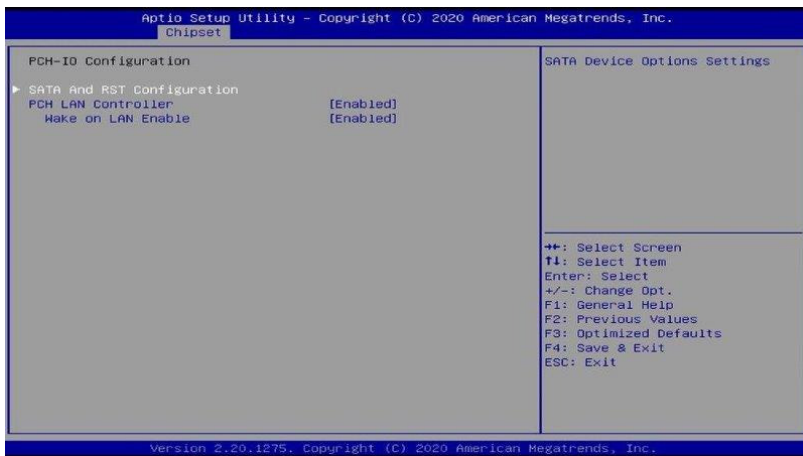 Aptio Setup Utility – Copyright (C) 2020 American Megatrends, Inc.
Chipset
PCH-IO Configuration
SATA And RST Configuration
PCH LAN Controller [Enabled]
Wake on LAN Enable [Enabled]
SATA Device Options Settings
→←: Select Screen
↑↓: Select Item
Enter: Select
+/-: Change Opt.
F1: General Help
F2: Previous Values
F3: Optimized Defaults
F4: Save & Exit
ESC: Exit
Version 2.20.1275. Copyright (C) 2020 American Megatrends, Inc.